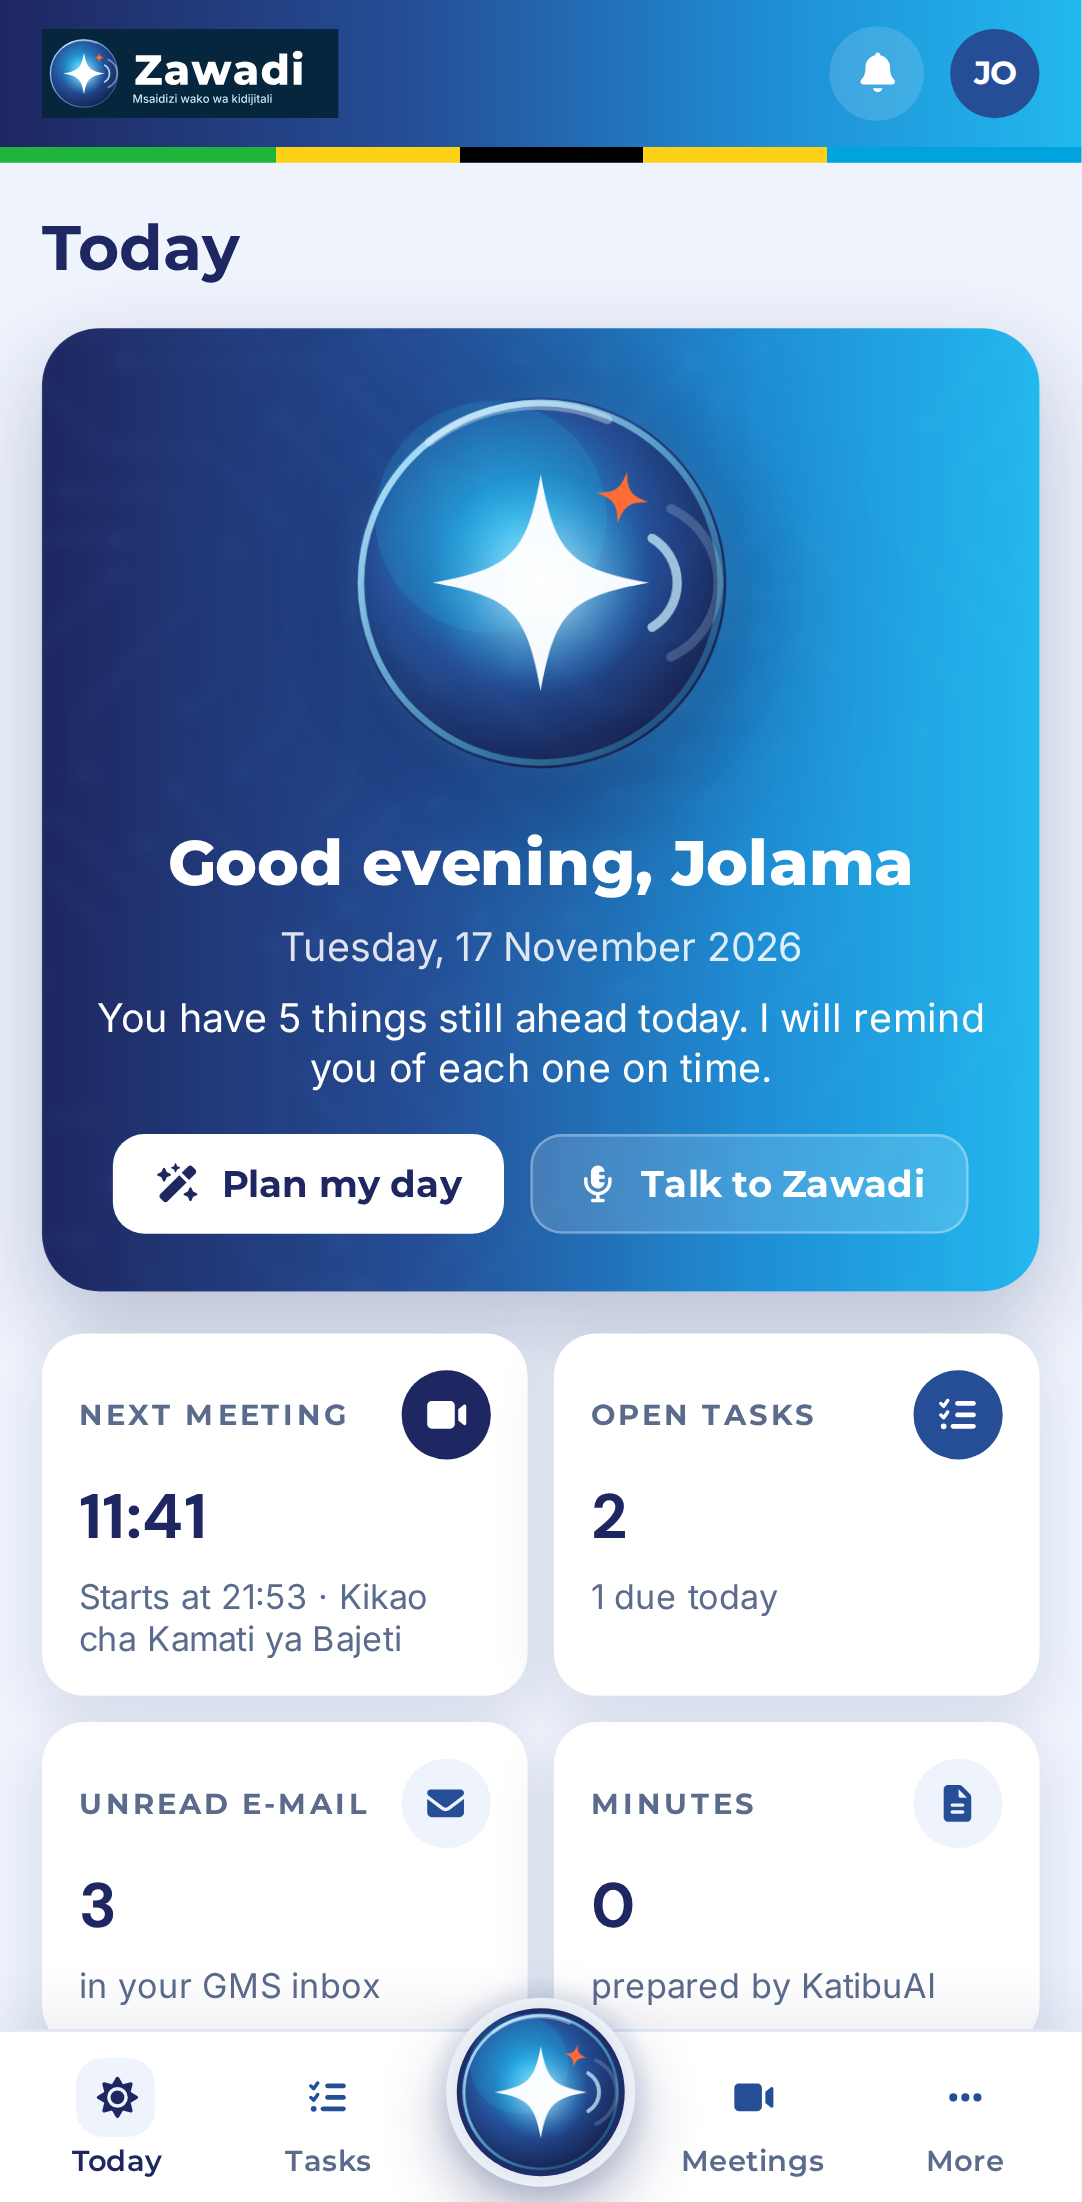 Zawadi
Msaidizi wako wa kidijitali
JO
Today
Good evening, Jolama
Tuesday, 17 November 2026
You have 5 things still ahead today. I will remind
you of each one on time.
Plan my day
Talk to Zawadi
NEXT MEETING
11:41
Starts at 21:53 · Kikao
cha Kamati ya Bajeti
OPEN TASKS
2
1 due today
UNREAD E-MAIL
3
in your GMS inbox
MINUTES
0
prepared by KatibuAI
Today
Tasks
Meetings
More